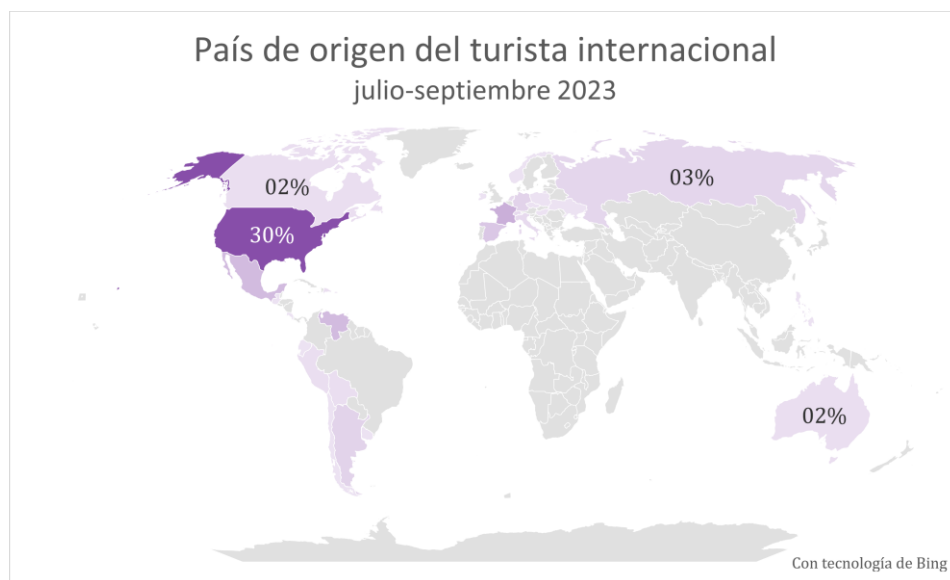 País de origen del turista internacional
julio-septiembre 2023
02%
03%
30%
02%
Con tecnología de Bing